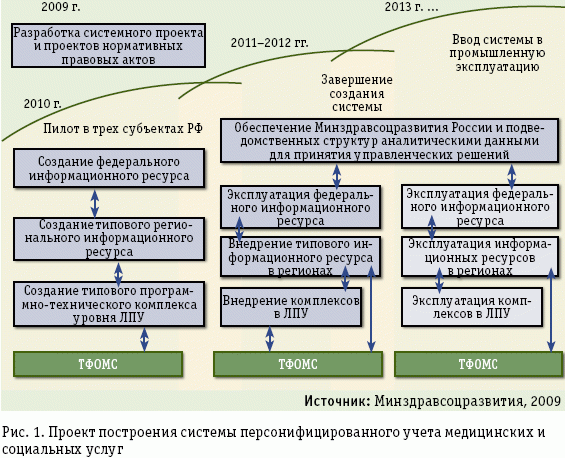 2009 г.
Разработка системного проекта
и проектов нормативных
правовых актов
2010 г.
Пилот в трех субъектах РФ
Создание федерального
информационного ресурса
Создание типового регио-
нального информационного
ресурса
Создание типового програм-
мно-технического комплекса
уровня ЛПУ
ТФОМС
2011–2012 гг.
Завершение
создания
системы
2013 г. ...
Ввод системы в
промышленную
эксплуатацию
Обеспечение Минздравсоцразвития России и подве-
домственных структур аналитическими данными
для принятия управленческих решений
Эксплуатация федераль-
ного информационного
ресурса
Внедрение типового ин-
формационного ресурса
в регионах
Внедрение комплексов
в ЛПУ
ТФОМС
Эксплуатация федераль-
ного информационного
ресурса
Эксплуатация информа-
ционных ресурсов
в регионах
Эксплуатация комп-
лексов в ЛПУ
ТФОМС
Источник: Минздравсоцразвития, 2009
Рис. 1. Проект построения системы персонифицированного учета медицинских и
социальных услуг